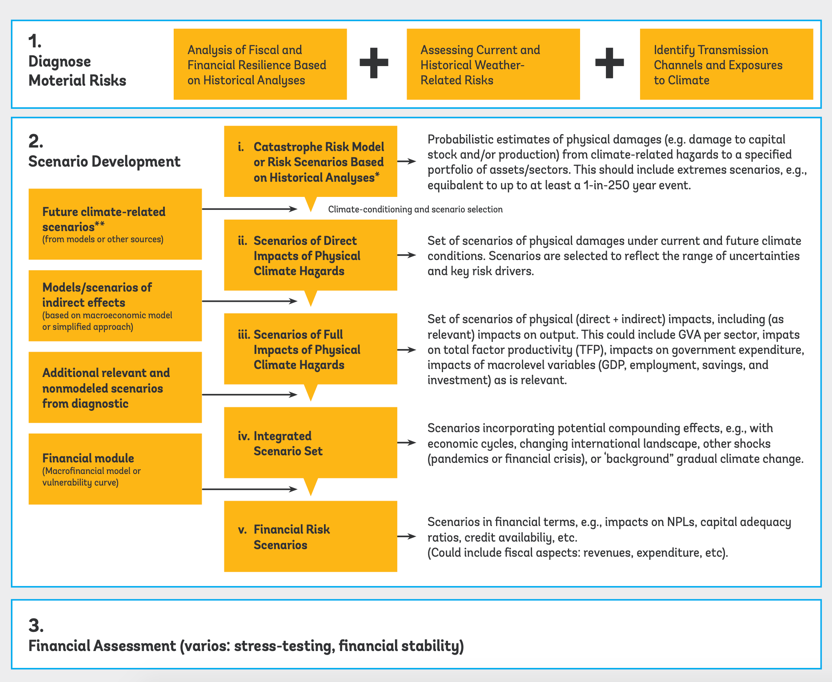 1.
Diagnose
Moterial Risks
Analysis of Fiscal and
Financial Resilience Based
on Historical Analyses
+
Assessing Current and
Historical Weather-
Related Risks
+
Identify Transmission
Channels and Exposures
to Climate
2.
Scenario Development
i. Catastrophe Risk Model
or Risk Scenarios Based
on Historical Analyses*
Probabilistic estimates of physical damages (e.g. damage to capital
stock and/or production) from climate-related hazards to a specified
portfolio of assets/sectors. This should include extremes scenarios, e.g.,
equibalent to up to at least a 1-in-250 year event.
Future climate-related
scenarios**
(from models or other sources)
Climate-conditioning and scenario selection
ii. Scenarios of Direct
Impacts of Physical
Climate Hazards
Set of scenarios of physical damages under current and future climate
conditions. Scenarios are selected to reflect the range of uncertainties
and key risk drivers.
Models/scenarios of
indirect effects
(based on macroeconomic model
or simplified approach)
iii. Scenarios of Full
Impacts of Physical
Climate Hazards
Set of scenarios of physical (direct + indirect) impacts, including (as
relevant) impacts on output. This could include GVA per sector, impats
on total factor productivity (TFP), impacts on government expenditure,
impacts of macrolevel variables (GDP, employment, savings, and
investment) as is relevant.
Additional relevant and
nonmodeled scenarios
from diagnostic
iv. Integrated
Scenario Set
Scenarios incorporating potential compounding effects, e.g., with
economic cycles, changing international landscape, other shocks
(pandemics or financial crisis), or ‘background” gradual climate change.
Financial module
(Macrofinancial model or
vulnerability curve)
v. Financial Risk
Scenarios
Scenarios in financial terms, e.g., impacts on NPLs, capital adequacy
ratios, credit availabiliy, etc.
(Could include fiscal aspects: revenues, expenditure, etc).
3.
Financial Assessment (varios: stress-testing, financial stability)